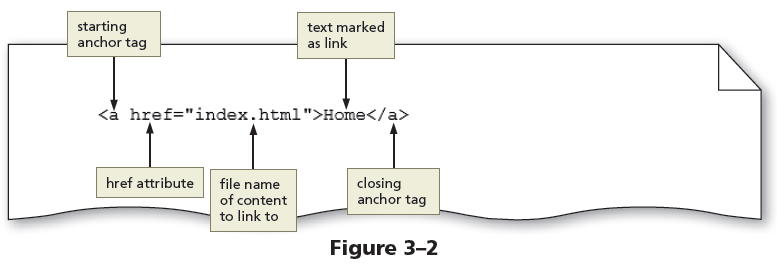 starting
anchor tag
text marked
as link
<a href="index.html">Home</a>
href attribute
file name
of content
to link to
closing
anchor tag
Figure 3–2